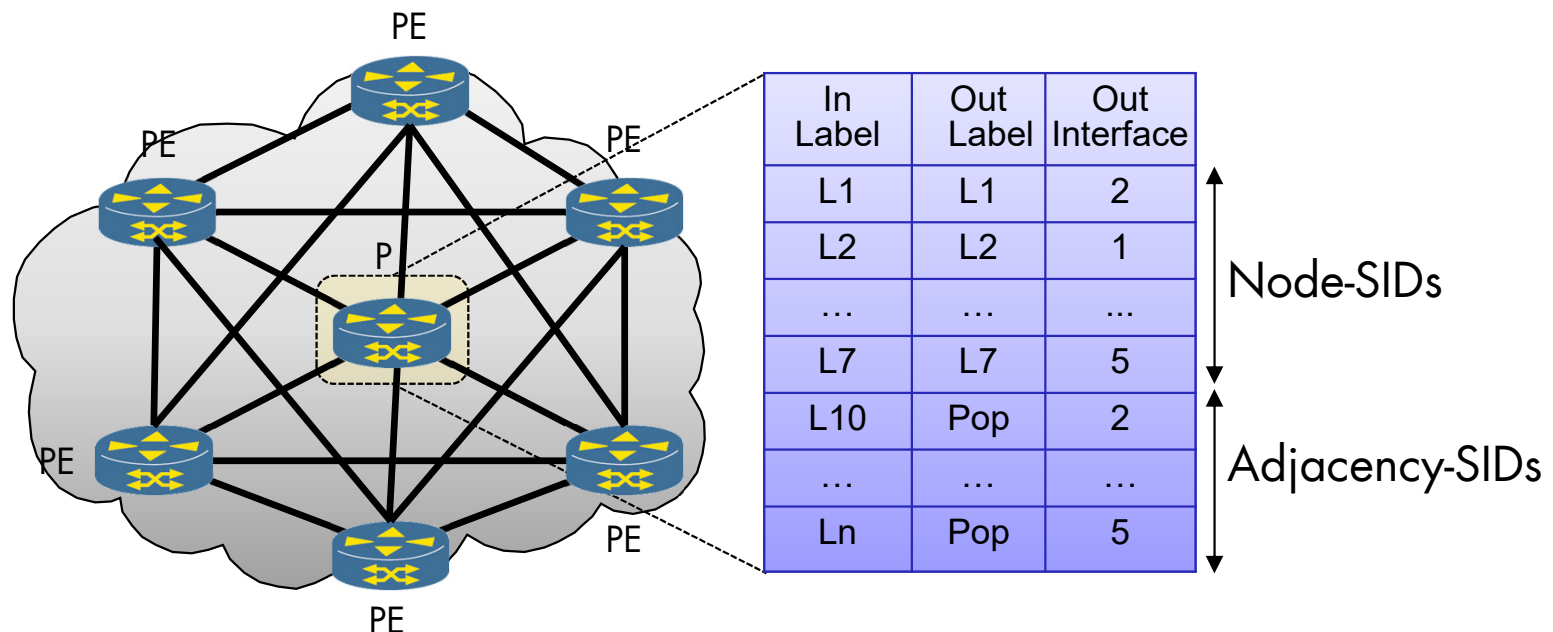 PE
PE
PE
P
PE
PE
PE
In Label Out Label Out Interface
L1 L1 2
L2 L2 1
… … ...
L7 L7 5
L10 Pop 2
… … …
Ln Pop 5
Node-SIDs
Adjacency-SIDs